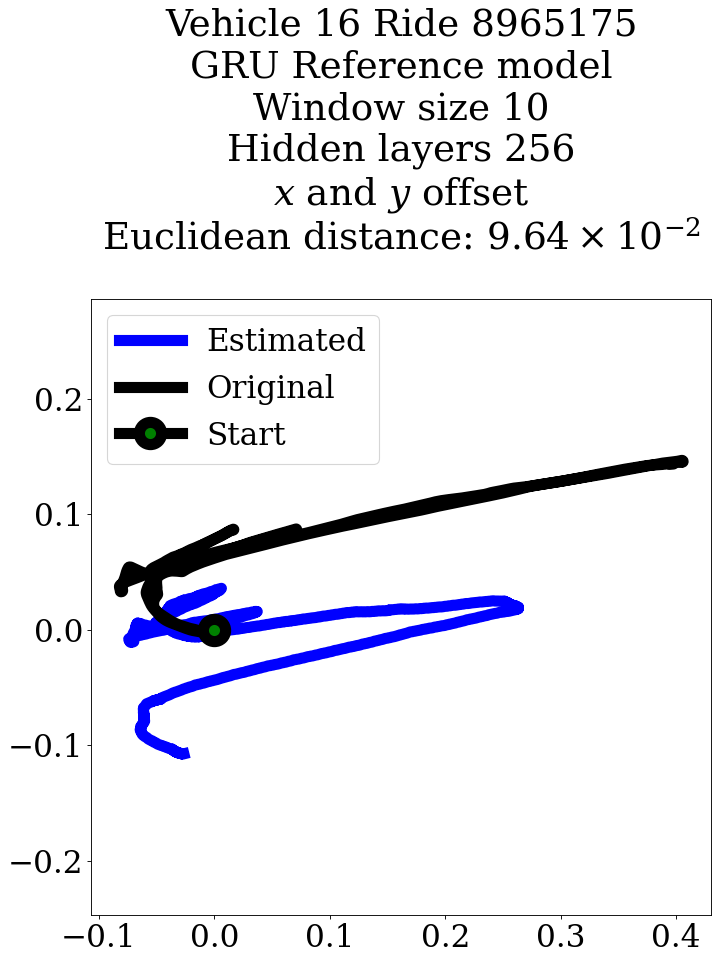 Vehicle 16 Ride 8965175
GRU Reference model
Window size 10
Hidden layers 256
x and y offset
Euclidean distance: 9.64 × 10⁻²
Estimated
Original
Start
0.2
0.1
0.0
−0.1
−0.2
−0.1 0.0 0.1 0.2 0.3 0.4